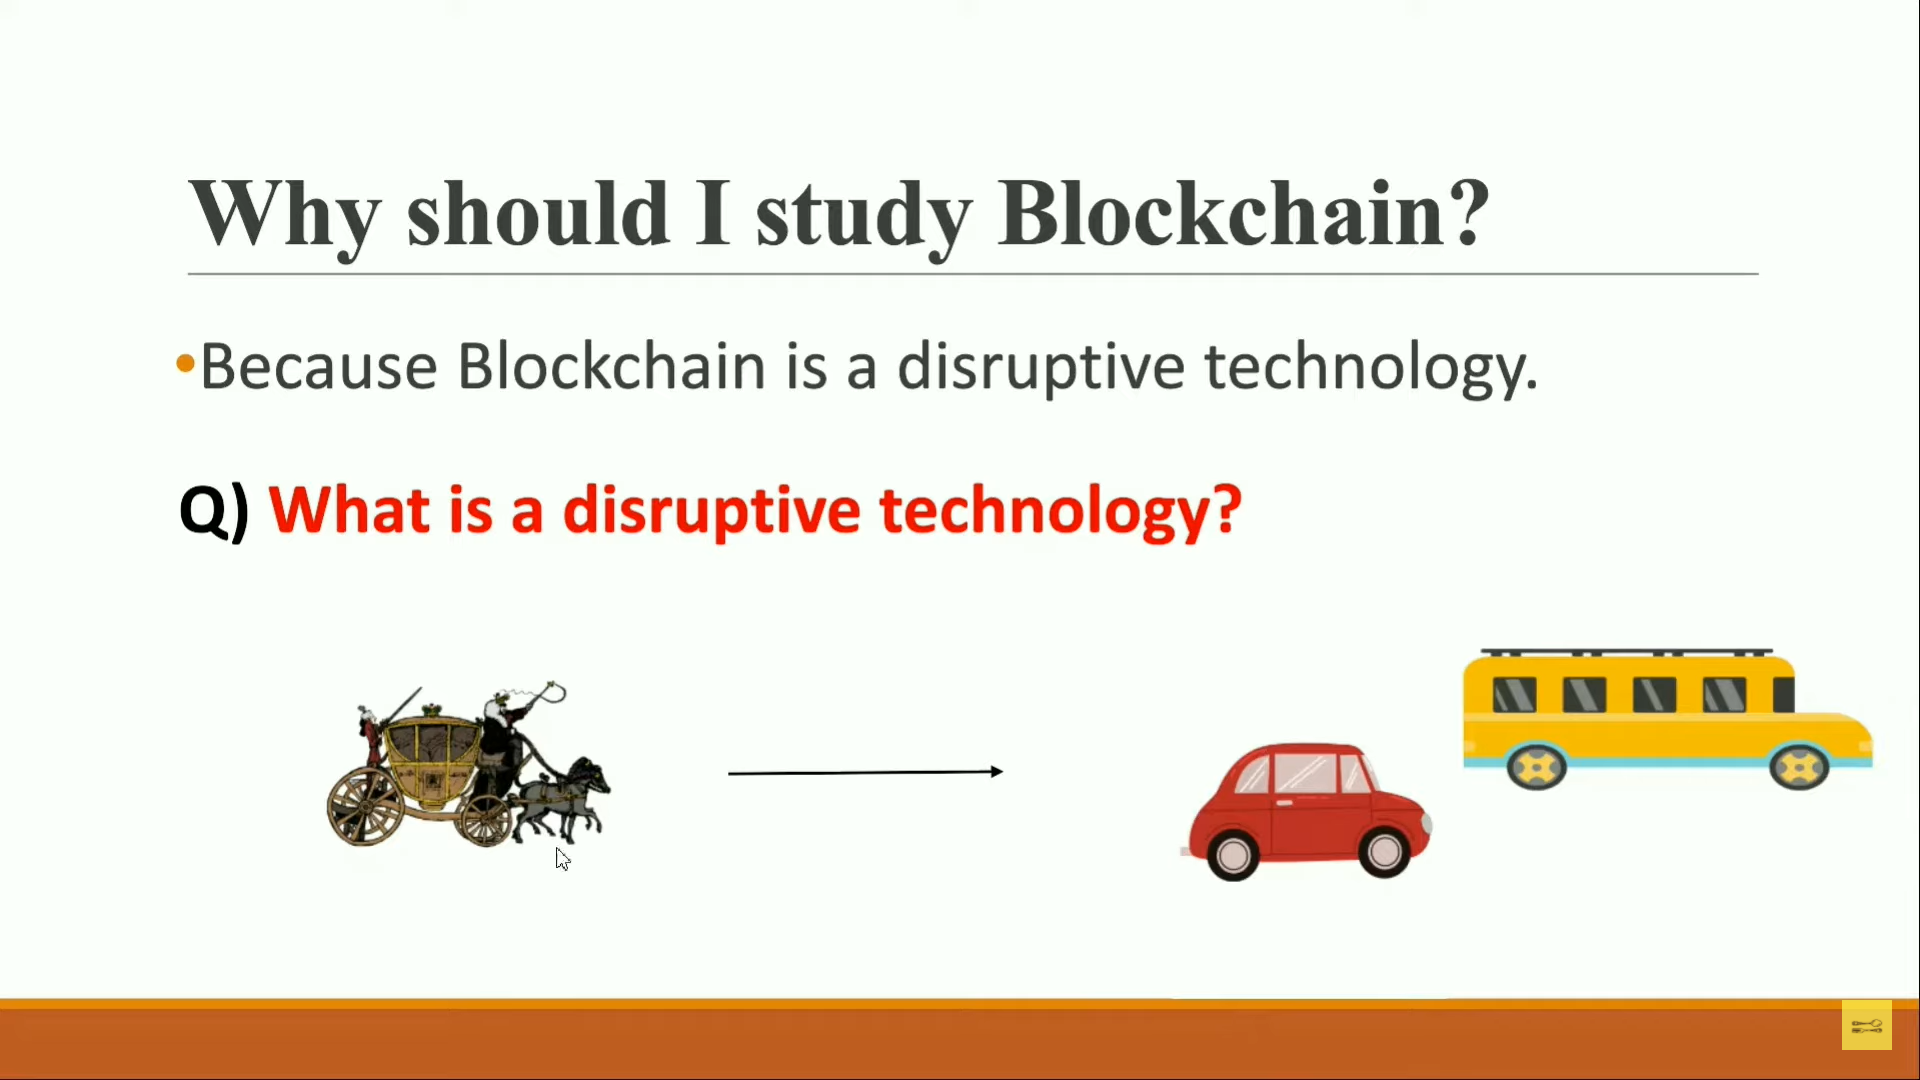 Why should I study Blockchain?
•Because Blockchain is a disruptive technology.
Q) What is a disruptive technology?